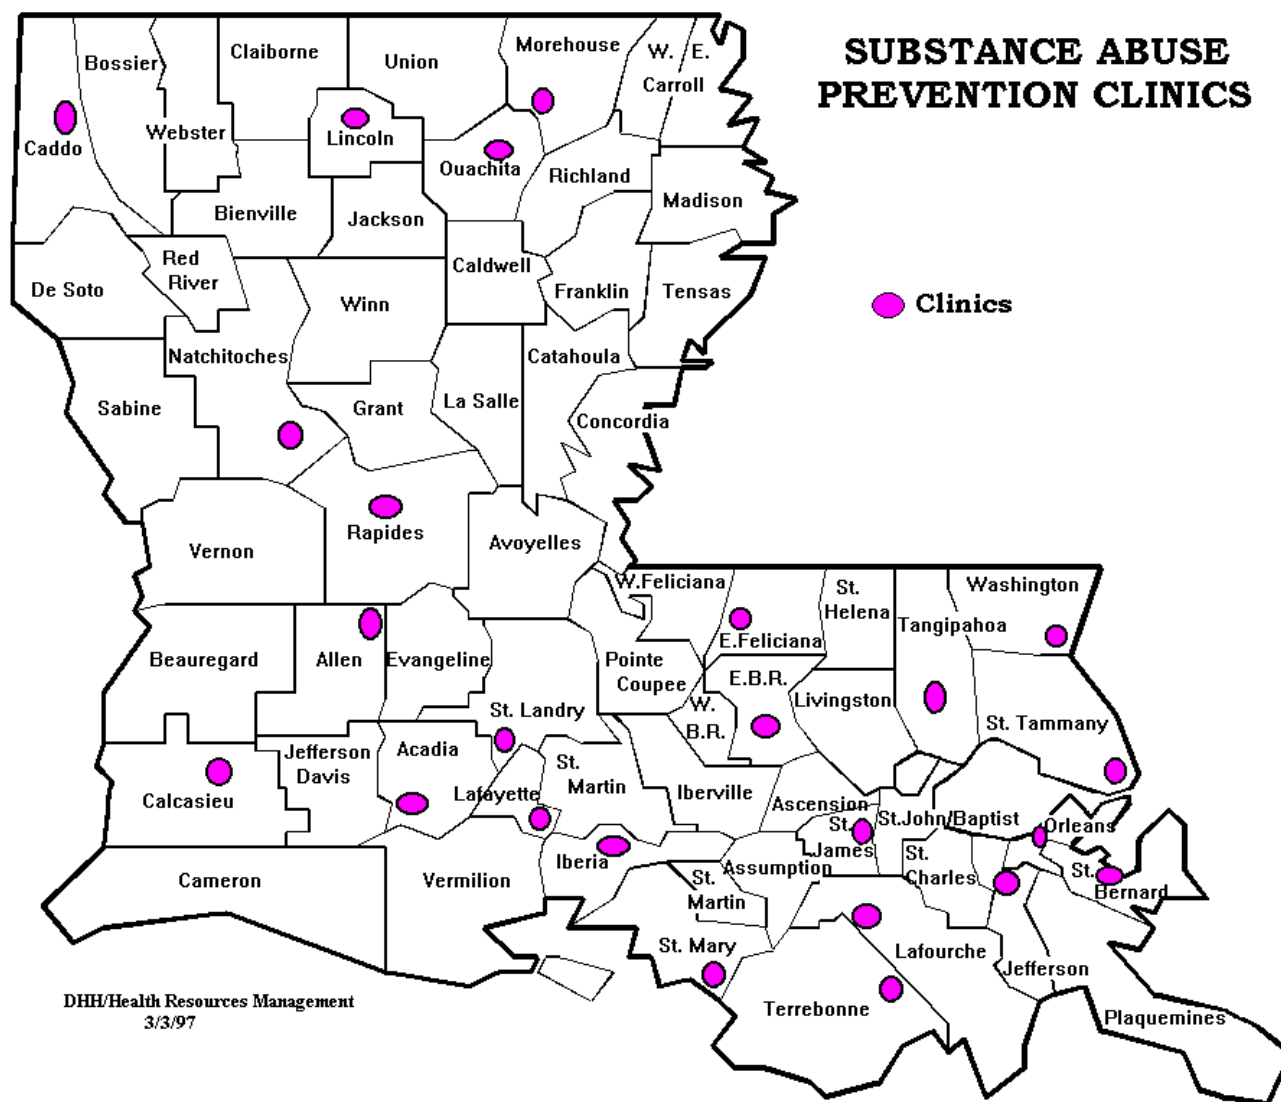 SUBSTANCE ABUSE
PREVENTION CLINICS
Clinics
Bossier
Claiborne
Union
Morehouse
W. E.
Carroll
Caddo
Webster
Lincoln
Ouachita
Richland
Madison
Bienville
Jackson
Red
River
De Soto
Winn
Caldwell
Franklin
Tensas
Natchitoches
Catahoula
Sabine
Grant
La Salle
Concordia
Vernon
Rapides
Avoyelles
W.Feliciana
E.Feliciana
St.
Helena
Washington
Tangipahoa
Beauregard
Allen
Evangeline
Pointe
Coupee
E.B.R.
W.
B.R.
Livingston
St. Tammany
St. Landry
Jefferson
Davis
Acadia
Lafayette
St.
Martin
Iberville
Ascension
Calcasieu
St.John/Baptist
Orleans
St.
James
St.
Charles
St.
Bernard
Cameron
Vermilion
Iberia
St.
Martin
Assumption
St. Mary
Lafourche
Jefferson
Terrebonne
Plaquemines
DHH/Health Resources Management
3/3/97